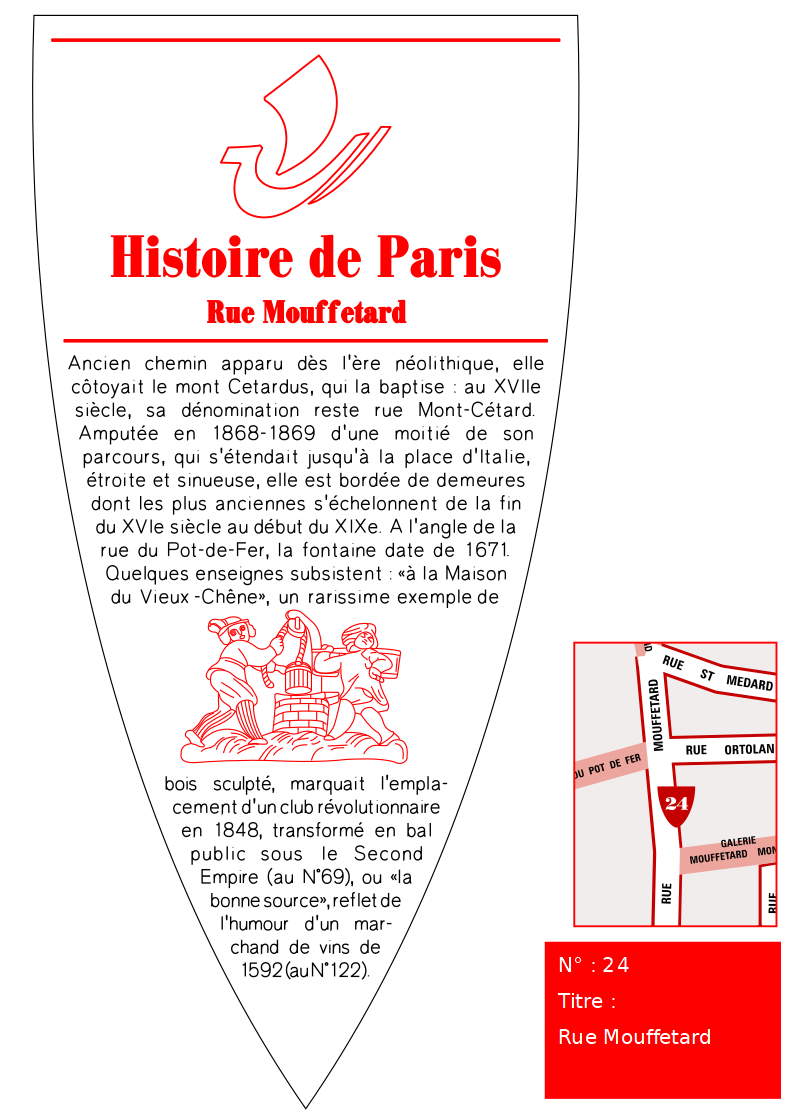 Histoire de Paris
Rue Mouffetard
Ancien chemin apparu dès l'ère néolithique, elle
côtoyait le mont Cetardus, qui la baptise : au XVIIe
siècle, sa dénomination reste rue Mont-Cétard.
Amputée en 1868-1869 d'une moitié de son
parcours, qui s'étendait jusqu'à la place d'Italie,
étroite et sinueuse, elle est bordée de demeures
dont les plus anciennes s'échelonnent de la fin
du XVIe siècle au début du XIXe. A l'angle de la
rue du Pot-de-Fer, la fontaine date de 1671.
Quelques enseignes subsistent : «à la Maison
du Vieux -Chêne», un rarissime exemple de
bois sculpté, marquait l'empla-
cement d'un club révolutionnaire
en 1848, transformé en bal
public sous le Second
Empire (au N°69), ou «la
bonne source», reflet de
l'humour d'un mar-
chand de vins de
1592 (au N°122).
RUE ST MEDARD
MOUFFETARD
RUE ORTOLAN
DU POT DE FER
24
GALERIE
MOUFFETARD MON
RUE
RUE
N° : 24
Titre :
Rue Mouffetard